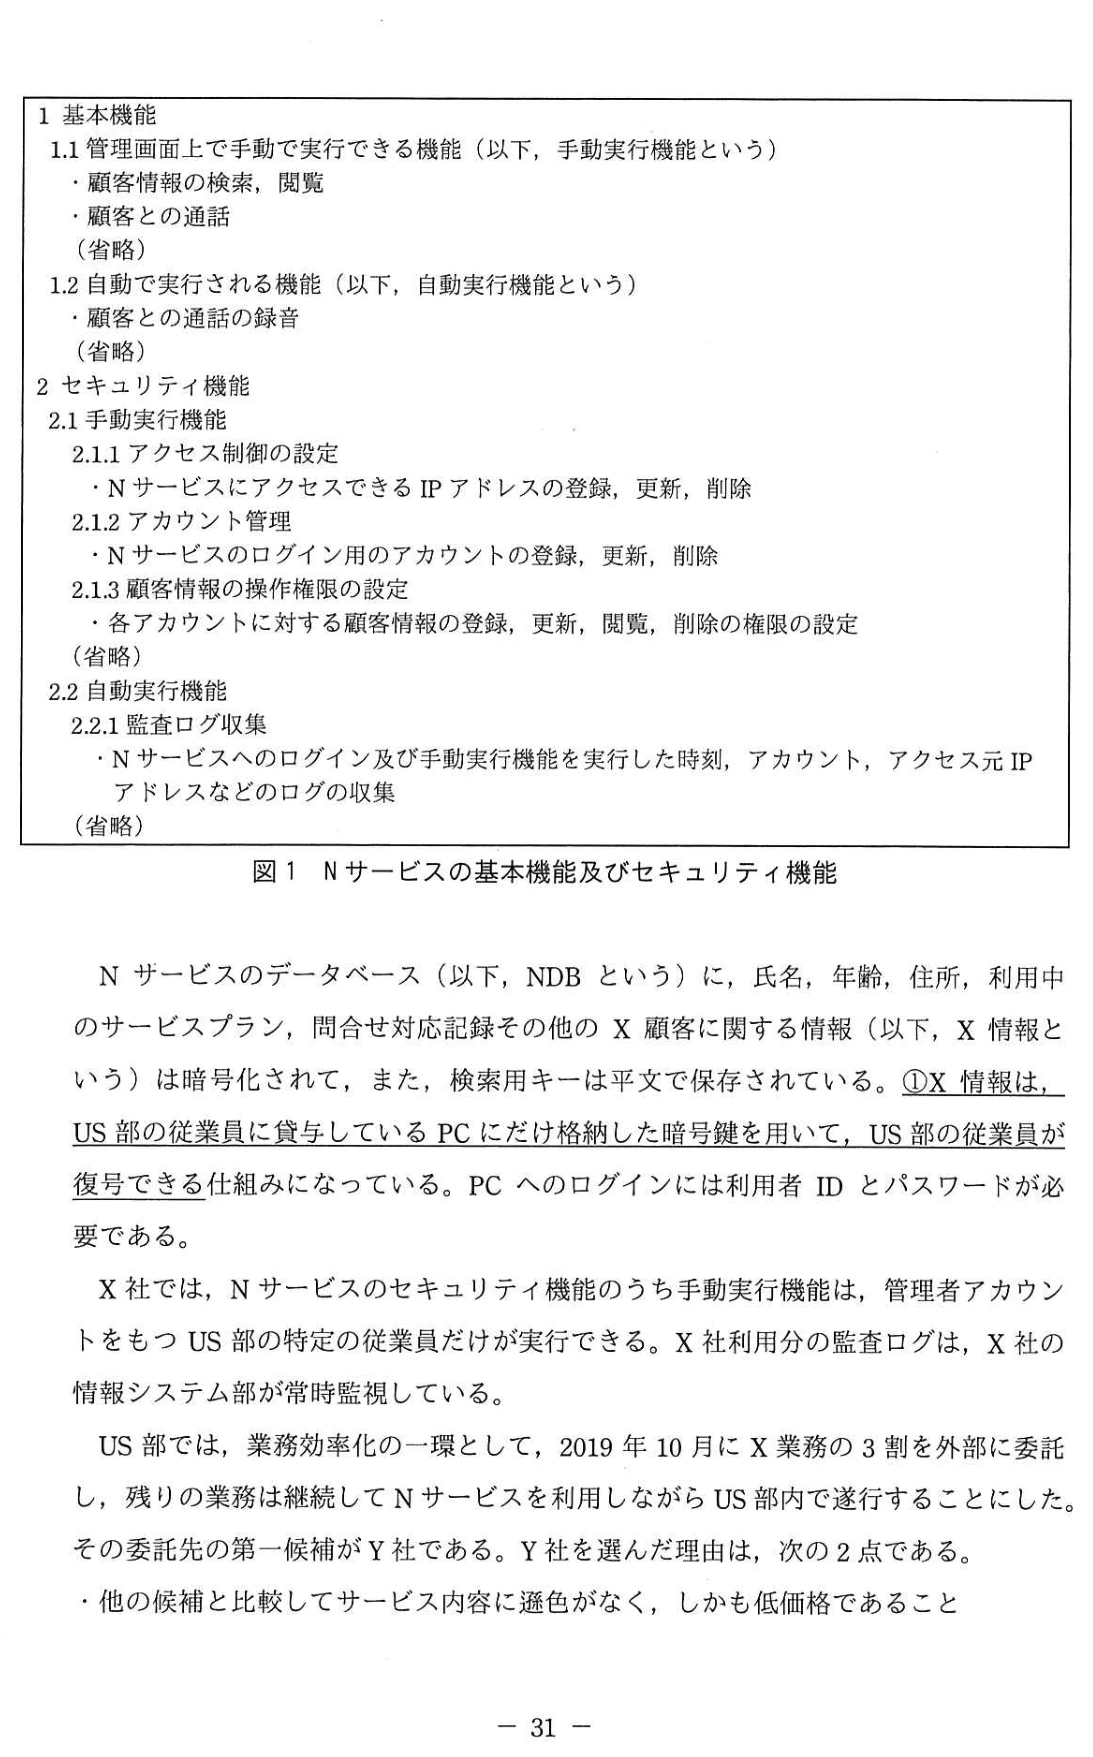 1 基本機能
1.1 管理画面上で手動で実行できる機能（以下，手動実行機能という）
・顧客情報の検索，閲覧
・顧客との通話
（省略）
1.2 自動で実行される機能（以下，自動実行機能という）
・顧客との通話の録音
（省略）
2 セキュリティ機能
2.1 手動実行機能
2.1.1 アクセス制御の設定
・N サービスにアクセスできる IP アドレスの登録，更新，削除
2.1.2 アカウント管理
・N サービスのログイン用のアカウントの登録，更新，削除
2.1.3 顧客情報の操作権限の設定
・各アカウントに対する顧客情報の登録，更新，閲覧，削除の権限の設定
（省略）
2.2 自動実行機能
2.2.1 監査ログ収集
・N サービスへのログイン及び手動実行機能を実行した時刻，アカウント，アクセス元 IP
アドレスなどのログの収集
（省略）
図 1　N サービスの基本機能及びセキュリティ機能
N サービスのデータベース（以下，NDB という）に，氏名，年齢，住所，利用中
のサービスプラン，問合せ対応記録その他の X 顧客に関する情報（以下，X 情報と
いう）は暗号化されて，また，検索用キーは平文で保存されている。①X 情報は，
US 部の従業員に貸与している PC にだけ格納した暗号鍵を用いて，US 部の従業員が
復号できる仕組みになっている。PC へのログインには利用者 ID とパスワードが必
要である。
X 社では，N サービスのセキュリティ機能のうち手動実行機能は，管理者アカウン
トをもつ US 部の特定の従業員だけが実行できる。X 社利用分の監査ログは，X 社の
情報システム部が常時監視している。
US 部では，業務効率化の一環として，2019 年 10 月に X 業務の 3 割を外部に委託
し，残りの業務は継続して N サービスを利用しながら US 部内で遂行することにした。
その委託先の第一候補が Y 社である。Y 社を選んだ理由は，次の 2 点である。
・他の候補と比較してサービス内容に遜色がなく，しかも低価格であること
－ 31 －